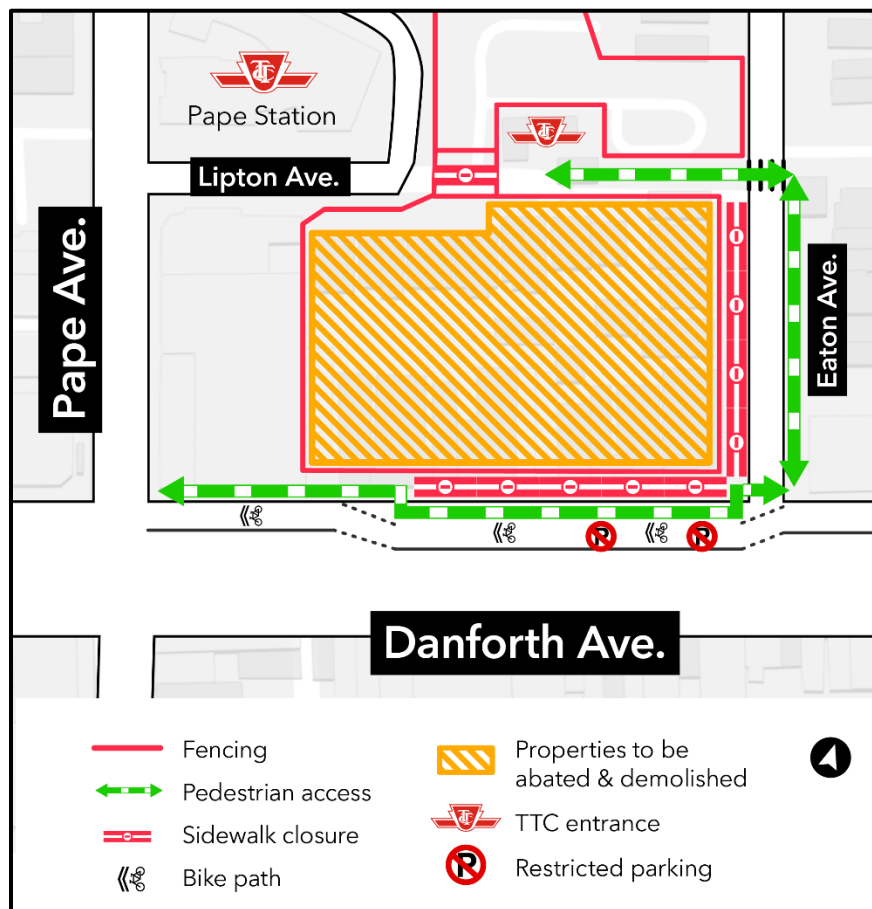 Pape Station
Lipton Ave.
Pape Ave.
Eaton Ave.
Danforth Ave.
Fencing
Pedestrian access
Sidewalk closure
Bike path
Properties to be
abated & demolished
TTC entrance
Restricted parking